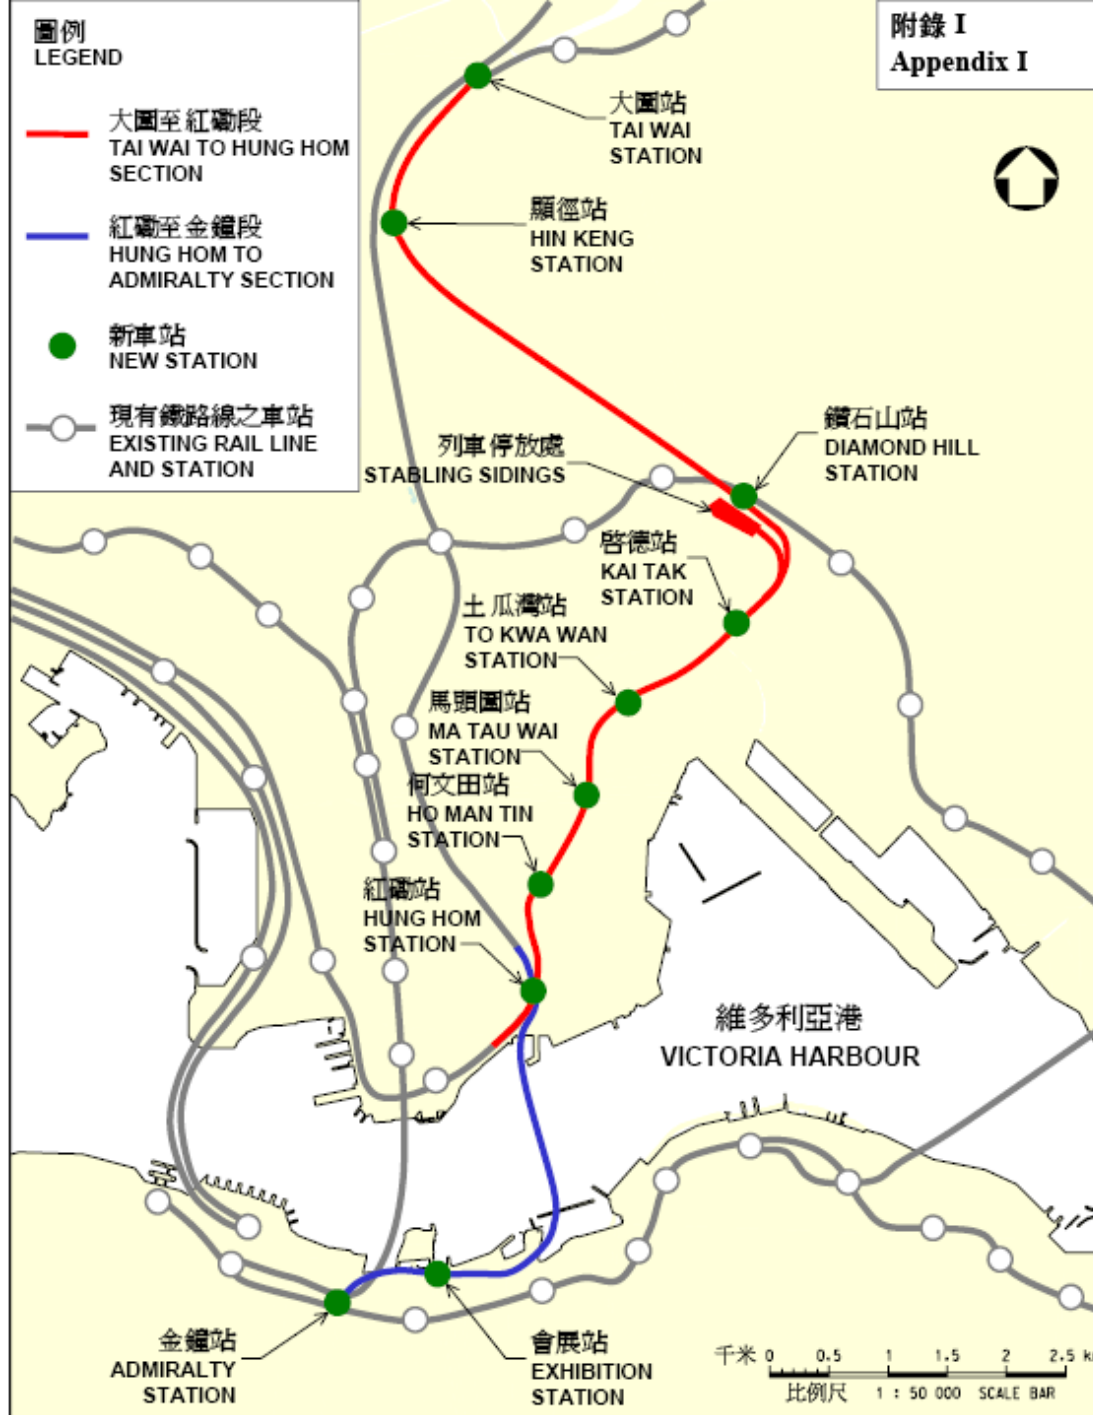 圖例
LEGEND
附錄 I
Appendix I
大圍至紅磡段
TAI WAI TO HUNG HOM
SECTION
紅磡至金鐘段
HUNG HOM TO
ADMIRALTY SECTION
新車站
NEW STATION
現有鐵路線之車站
EXISTING RAIL LINE
AND STATION
大圍站
TAI WAI
STATION
顯徑站
HIN KENG
STATION
鑽石山站
DIAMOND HILL
STATION
列車停放處
STABLING SIDINGS
啓德站
KAI TAK
STATION
土瓜灣站
TO KWA WAN
STATION
馬頭圍站
MA TAU WAI
STATION
何文田站
HO MAN TIN
STATION
紅磡站
HUNG HOM
STATION
維多利亞港
VICTORIA HARBOUR
金鐘站
ADMIRALTY
STATION
會展站
EXHIBITION
STATION
千米 0 0.5 1 1.5 2 2.5 k
比例尺 1 : 50 000 SCALE BAR